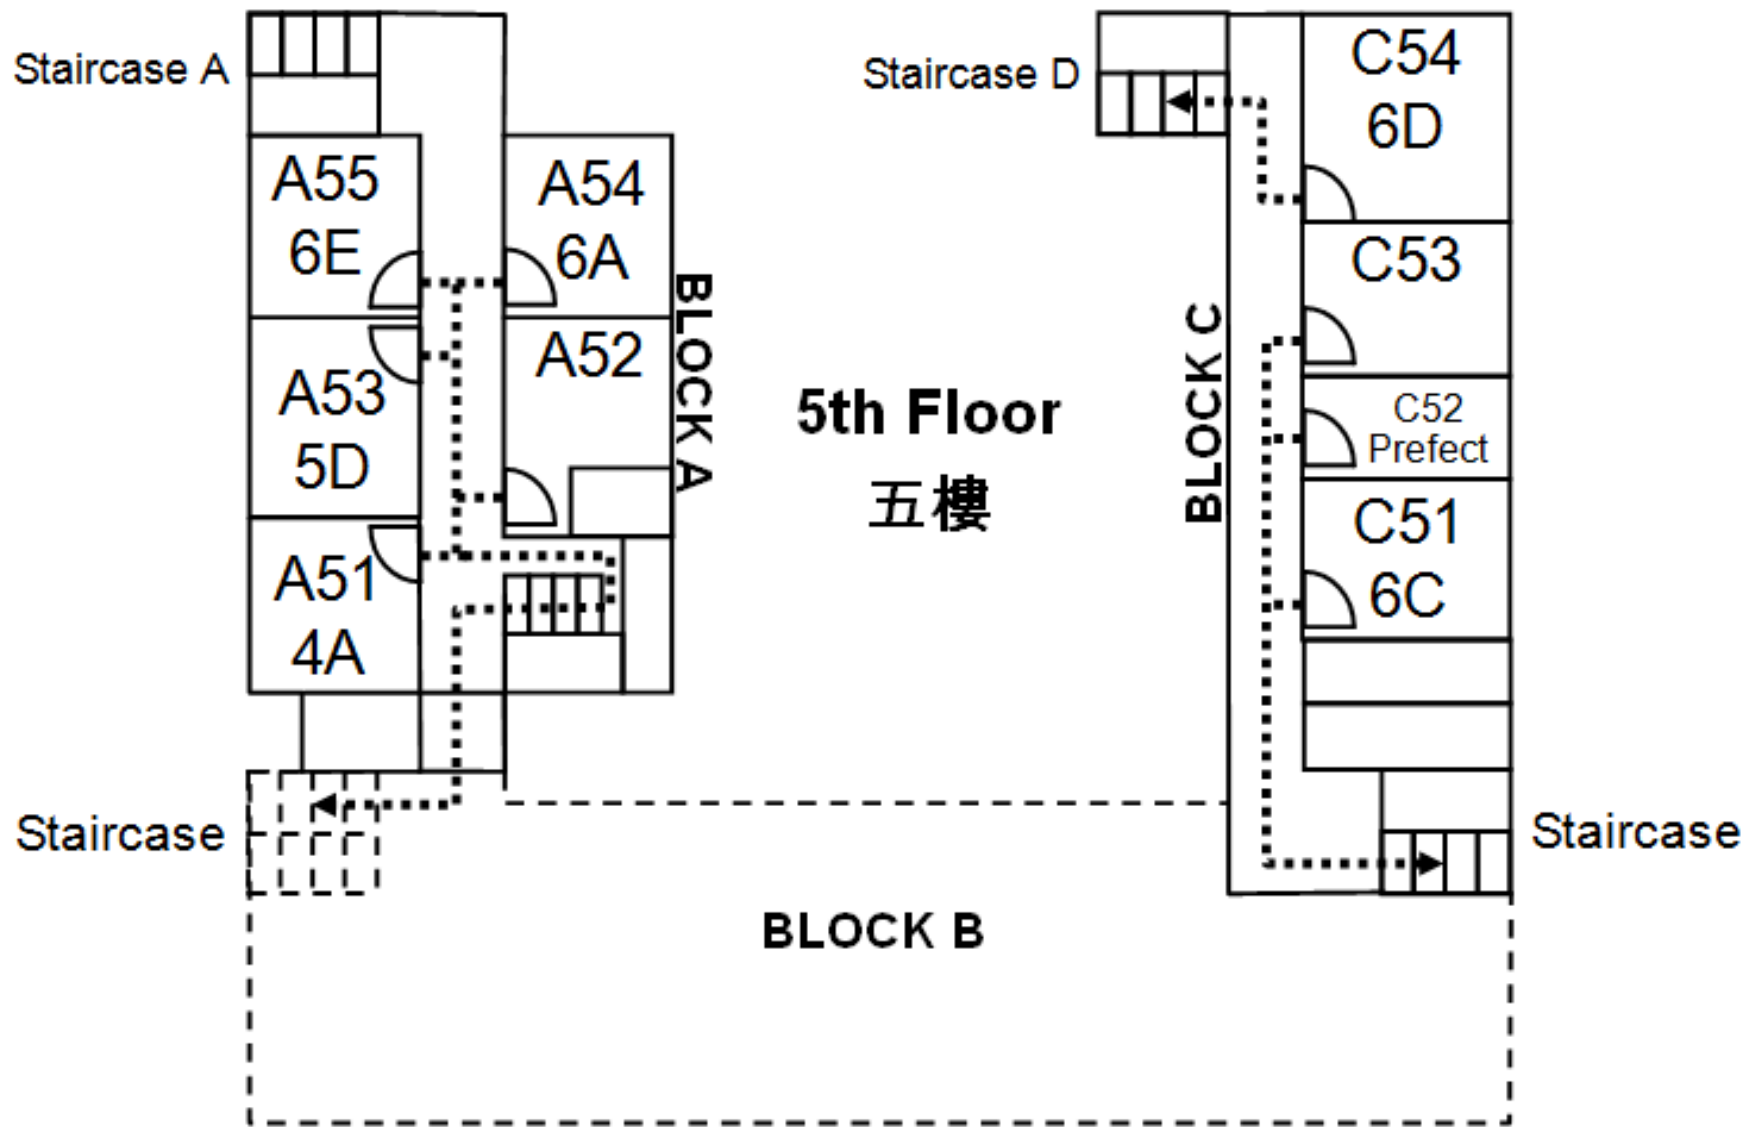 Staircase A
A55
6E
A54
6A
A53
5D
A52
A51
4A
BLOCK A
Staircase
5th Floor
五樓
Staircase D
BLOCK C
C54
6D
C53
C52
Prefect
C51
6C
Staircase
BLOCK B